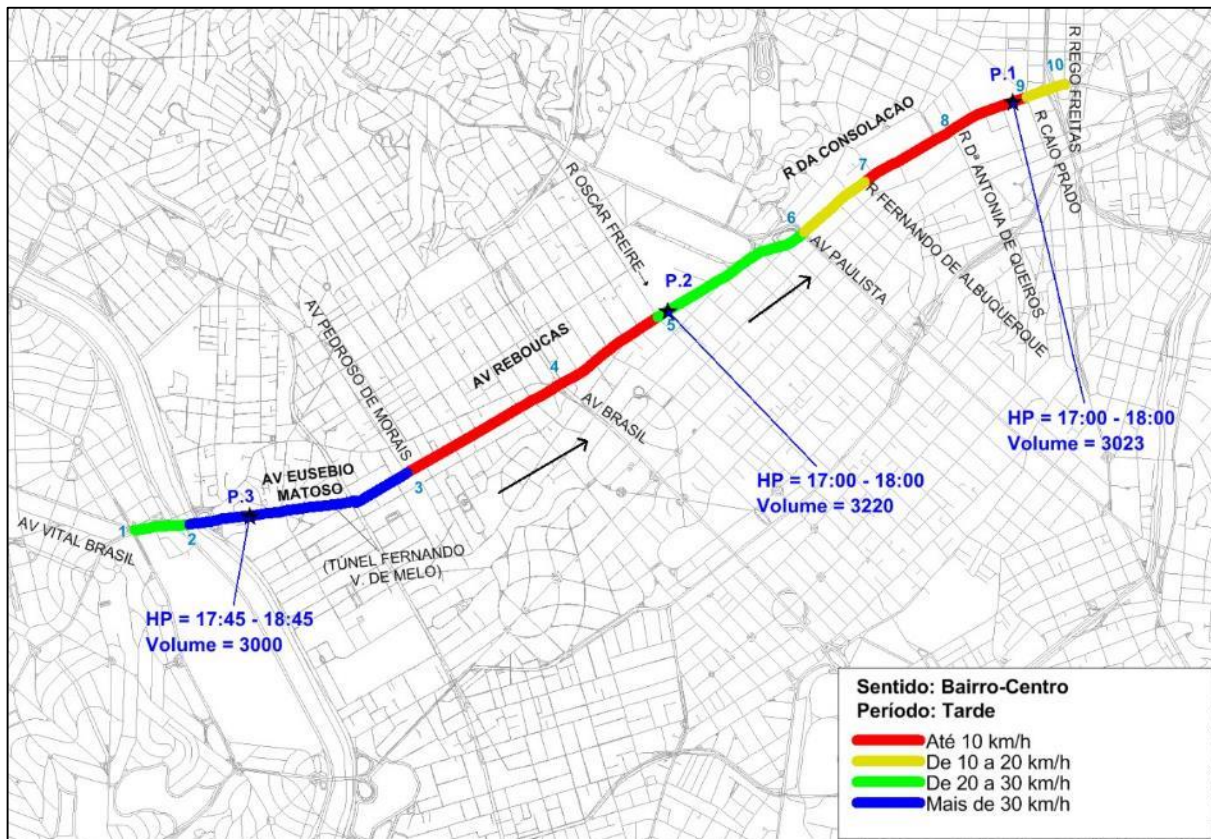 R REGO FREITAS
10
P.1
9
R CAIO PRADO
8
R Dª ANTONIA DE QUEIROS
R DA CONSOLACAO
7
R FERNANDO DE ALBUQUERQUE
6
AV PAULISTA
R OSCAR FREIRE
P.2
5
AV REBOUCAS
4
AV BRASIL
AV PEDROSO DE MORAIS
3
AV EUSEBIO
MATOSO
P.3
1
2
AV VITAL BRASIL
(TÚNEL FERNANDO
V. DE MELO)
HP = 17:00 - 18:00
Volume = 3023
HP = 17:00 - 18:00
Volume = 3220
HP = 17:45 - 18:45
Volume = 3000
Sentido: Bairro-Centro
Período: Tarde
Até 10 km/h
De 10 a 20 km/h
De 20 a 30 km/h
Mais de 30 km/h